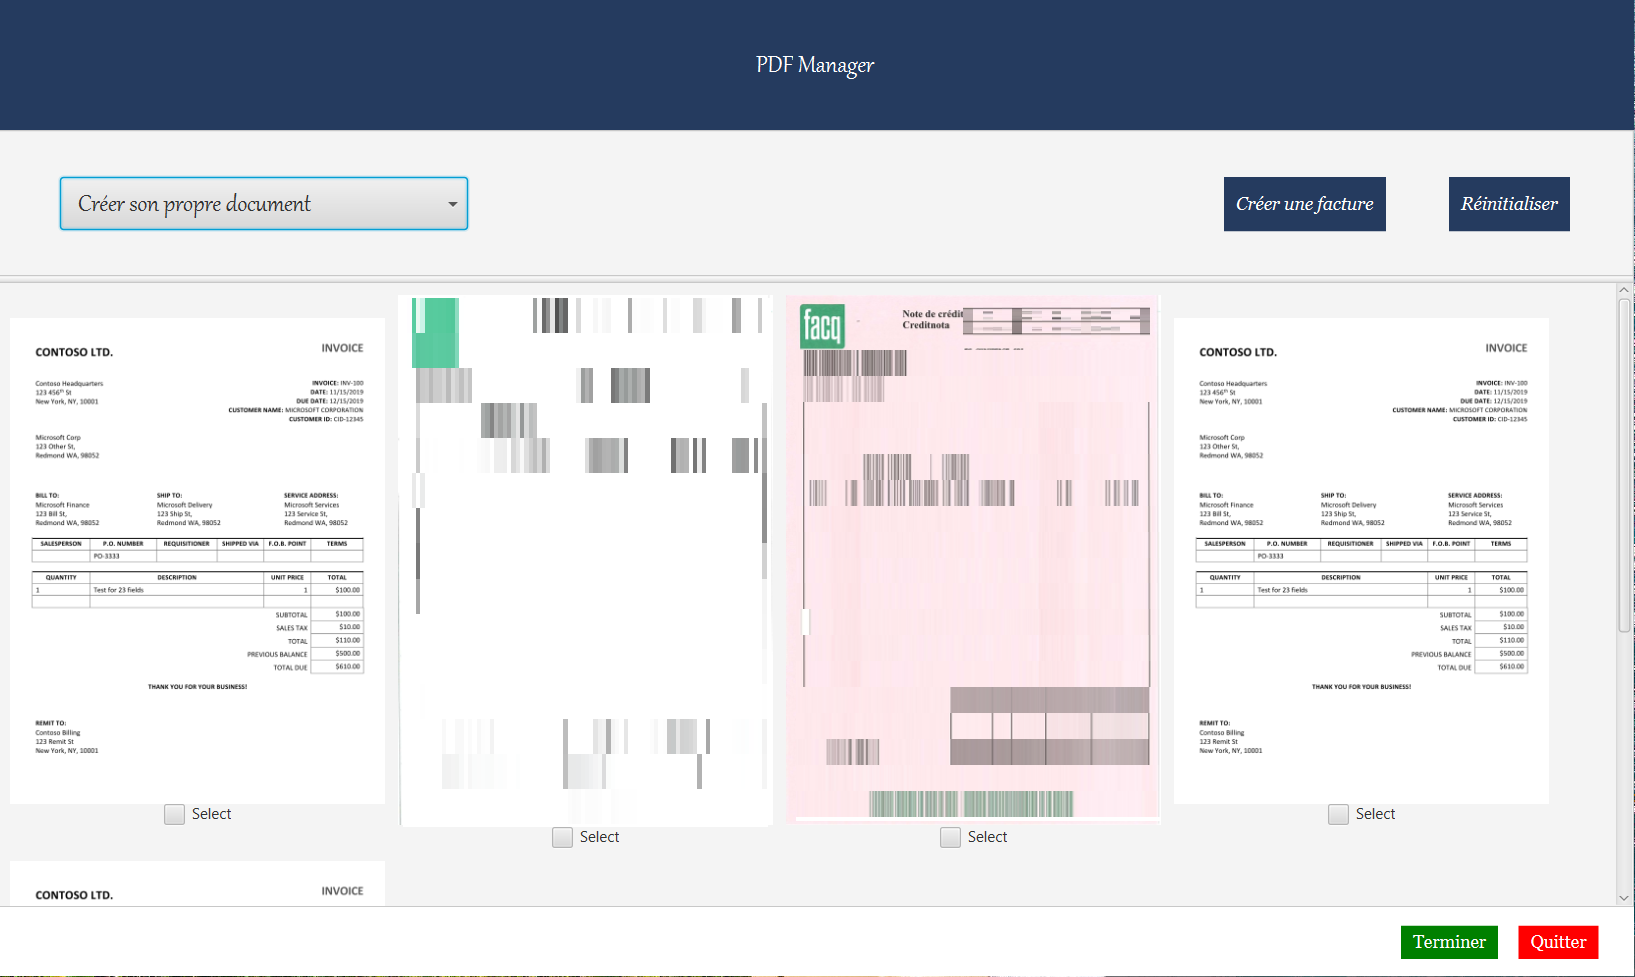 PDF Manager
Créer son propre document
Créer une facture
Réinitialiser
CONTOSO LTD.
INVOICE
Contoso Headquarters
123 456th St
New York, NY, 10001
INVOICE: INV-100
DATE: 11/15/2019
DUE DATE: 12/15/2019
CUSTOMER NAME: MICROSOFT CORPORATION
CUSTOMER ID: CID-12345
Microsoft Corp
123 Other St,
Redmond WA, 98052
BILL TO:
Microsoft Finance
123 Bill St,
Redmond WA, 98052
SHIP TO:
Microsoft Delivery
123 Ship St,
Redmond WA, 98052
SERVICE ADDRESS:
Microsoft Services
123 Service St,
Redmond WA, 98052
SALESPERSON P.O. NUMBER REQUISITIONER SHIPPED VIA F.O.B. POINT TERMS
PO-3333
QUANTITY DESCRIPTION UNIT PRICE TOTAL
1 Test for 23 fields 1 $100.00
SUBTOTAL $100.00
SALES TAX $10.00
TOTAL $110.00
PREVIOUS BALANCE $500.00
TOTAL DUE $610.00
THANK YOU FOR YOUR BUSINESS!
REMIT TO:
Contoso Billing
123 Remit St
New York, NY, 10001
Select
Select
facq
Note de crédit
Creditnota
Select
CONTOSO LTD.
INVOICE
Contoso Headquarters
123 456th St
New York, NY, 10001
INVOICE: INV-100
DATE: 11/15/2019
DUE DATE: 12/15/2019
CUSTOMER NAME: MICROSOFT CORPORATION
CUSTOMER ID: CID-12345
Microsoft Corp
123 Other St,
Redmond WA, 98052
BILL TO:
Microsoft Finance
123 Bill St,
Redmond WA, 98052
SHIP TO:
Microsoft Delivery
123 Ship St,
Redmond WA, 98052
SERVICE ADDRESS:
Microsoft Services
123 Service St,
Redmond WA, 98052
SALESPERSON P.O. NUMBER REQUISITIONER SHIPPED VIA F.O.B. POINT TERMS
PO-3333
QUANTITY DESCRIPTION UNIT PRICE TOTAL
1 Test for 23 fields 1 $100.00
SUBTOTAL $100.00
SALES TAX $10.00
TOTAL $110.00
PREVIOUS BALANCE $500.00
TOTAL DUE $610.00
THANK YOU FOR YOUR BUSINESS!
REMIT TO:
Contoso Billing
123 Remit St
New York, NY, 10001
Select
CONTOSO LTD.
INVOICE
Terminer
Quitter